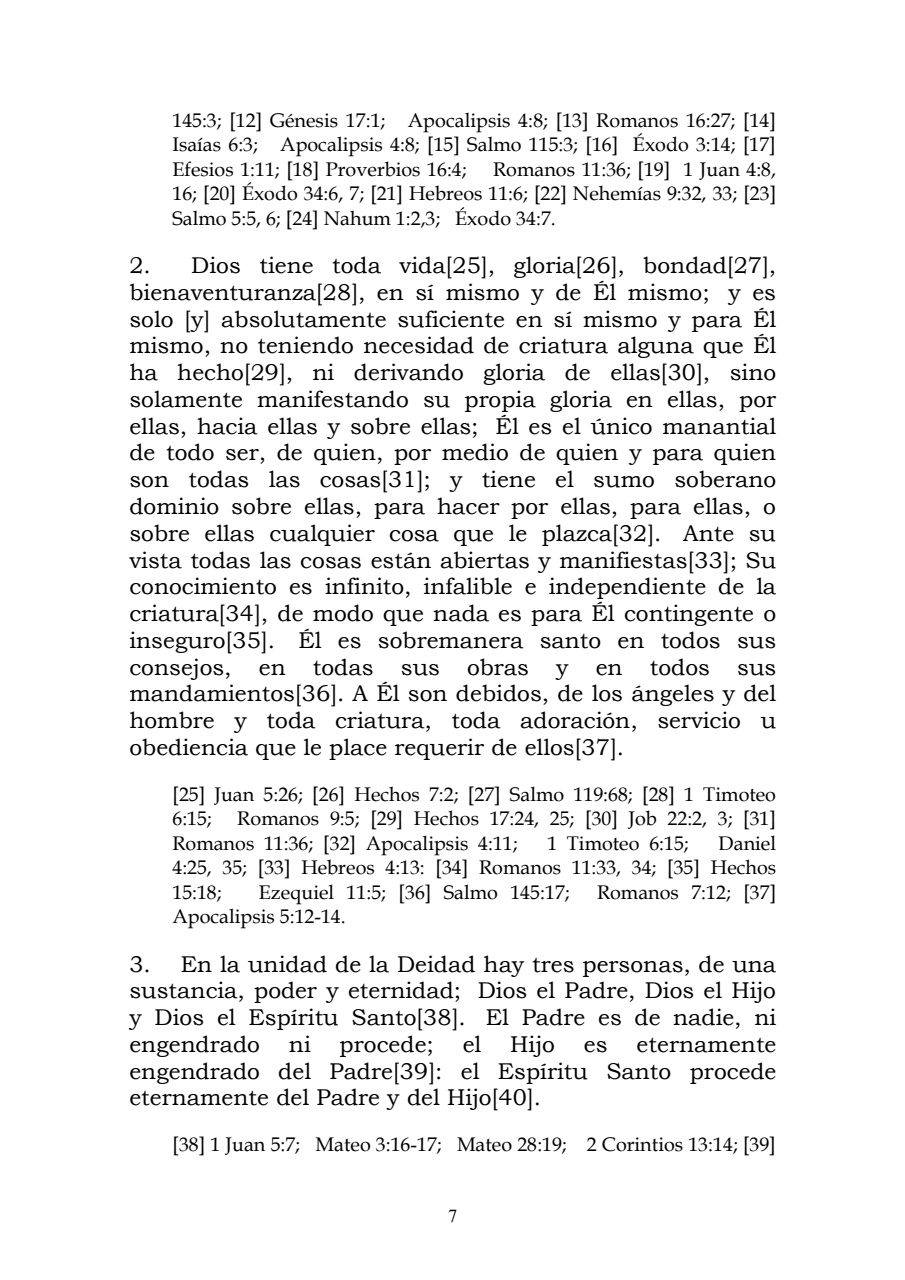 145:3; [12] Génesis 17:1; Apocalipsis 4:8; [13] Romanos 16:27; [14]
Isaías 6:3; Apocalipsis 4:8; [15] Salmo 115:3; [16] Éxodo 3:14; [17]
Efesios 1:11; [18] Proverbios 16:4; Romanos 11:36; [19] 1 Juan 4:8,
16; [20] Éxodo 34:6, 7; [21] Hebreos 11:6; [22] Nehemías 9:32, 33; [23]
Salmo 5:5, 6; [24] Nahum 1:2,3; Éxodo 34:7.
2. Dios tiene toda vida[25], gloria[26], bondad[27],
bienaventuranza[28], en sí mismo y de Él mismo; y es
solo [y] absolutamente suficiente en sí mismo y para Él
mismo, no teniendo necesidad de criatura alguna que Él
ha hecho[29], ni derivando gloria de ellas[30], sino
solamente manifestando su propia gloria en ellas, por
ellas, hacia ellas y sobre ellas; Él es el único manantial
de todo ser, de quien, por medio de quien y para quien
son todas las cosas[31]; y tiene el sumo soberano
dominio sobre ellas, para hacer por ellas, para ellas, o
sobre ellas cualquier cosa que le plazca[32]. Ante su
vista todas las cosas están abiertas y manifiestas[33]; Su
conocimiento es infinito, infalible e independiente de la
criatura[34], de modo que nada es para Él contingente o
inseguro[35]. Él es sobremanera santo en todos sus
consejos, en todas sus obras y en todos sus
mandamientos[36]. A Él son debidos, de los ángeles y del
hombre y toda criatura, toda adoración, servicio u
obediencia que le place requerir de ellos[37].
[25] Juan 5:26; [26] Hechos 7:2; [27] Salmo 119:68; [28] 1 Timoteo
6:15; Romanos 9:5; [29] Hechos 17:24, 25; [30] Job 22:2, 3; [31]
Romanos 11:36; [32] Apocalipsis 4:11; 1 Timoteo 6:15; Daniel
4:25, 35; [33] Hebreos 4:13: [34] Romanos 11:33, 34; [35] Hechos
15:18; Ezequiel 11:5; [36] Salmo 145:17; Romanos 7:12; [37]
Apocalipsis 5:12-14.
3. En la unidad de la Deidad hay tres personas, de una
sustancia, poder y eternidad; Dios el Padre, Dios el Hijo
y Dios el Espíritu Santo[38]. El Padre es de nadie, ni
engendrado ni procede; el Hijo es eternamente
engendrado del Padre[39]: el Espíritu Santo procede
eternamente del Padre y del Hijo[40].
[38] 1 Juan 5:7; Mateo 3:16-17; Mateo 28:19; 2 Corintios 13:14; [39]
7